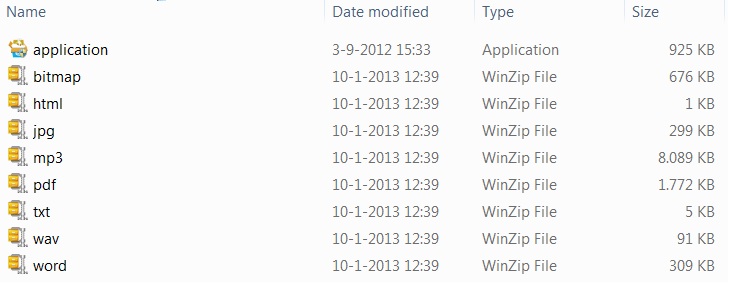 Name Date modified Type Size
application 3-9-2012 15:33 Application 925 KB
bitmap 10-1-2013 12:39 WinZip File 676 KB
html 10-1-2013 12:39 WinZip File 1 KB
jpg 10-1-2013 12:39 WinZip File 299 KB
mp3 10-1-2013 12:39 WinZip File 8.089 KB
pdf 10-1-2013 12:39 WinZip File 1.772 KB
txt 10-1-2013 12:39 WinZip File 5 KB
wav 10-1-2013 12:39 WinZip File 91 KB
word 10-1-2013 12:39 WinZip File 309 KB